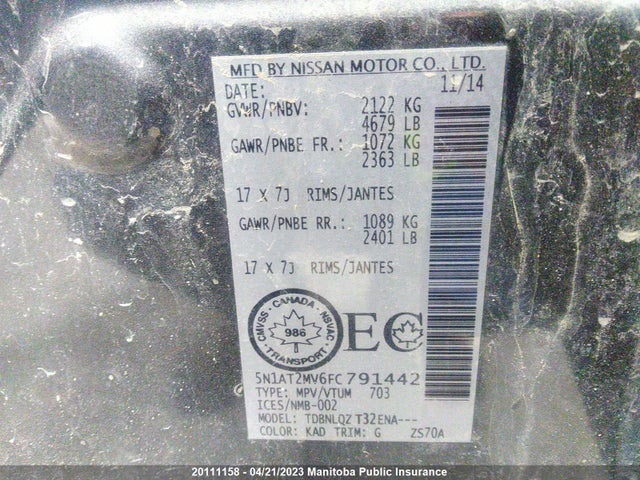 MFD BY NISSAN MOTOR CO., LTD.
DATE: 11/14
GVWR/PNBV: 2122 KG
4679 LB
GAWR/PNBE FR.: 1072 KG
2363 LB
17 X 7J RIMS/JANTES
GAWR/PNBE RR.: 1089 KG
2401 LB
17 X 7J RIMS/JANTES
CANADA
CMVSS NSVAC
986
TRANSPORT
EC
5N1AT2MV6FC791442
TYPE: MPV/VTUM 703
ICES/NMB-002
MODEL: TDBNLQZ T32ENA---
COLOR: KAD TRIM: G ZS70A
20111158 - 04/21/2023 Manitoba Public Insurance